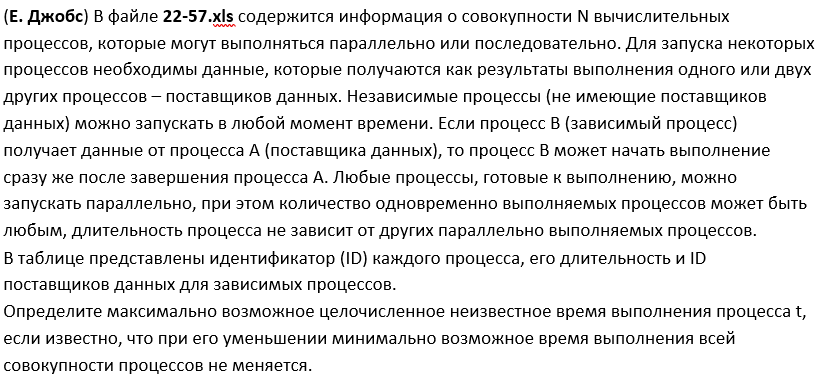 (Е. Джобс) В файле 22-57.xls содержится информация о совокупности N вычислительных
процессов, которые могут выполняться параллельно или последовательно. Для запуска некоторых
процессов необходимы данные, которые получаются как результаты выполнения одного или двух
других процессов – поставщиков данных. Независимые процессы (не имеющие поставщиков
данных) можно запускать в любой момент времени. Если процесс B (зависимый процесс)
получает данные от процесса A (поставщика данных), то процесс B может начать выполнение
сразу же после завершения процесса A. Любые процессы, готовые к выполнению, можно
запускать параллельно, при этом количество одновременно выполняемых процессов может быть
любым, длительность процесса не зависит от других параллельно выполняемых процессов.
В таблице представлены идентификатор (ID) каждого процесса, его длительность и ID
поставщиков данных для зависимых процессов.
Определите максимально возможное целочисленное неизвестное время выполнения процесса t,
если известно, что при его уменьшении минимально возможное время выполнения всей
совокупности процессов не меняется.